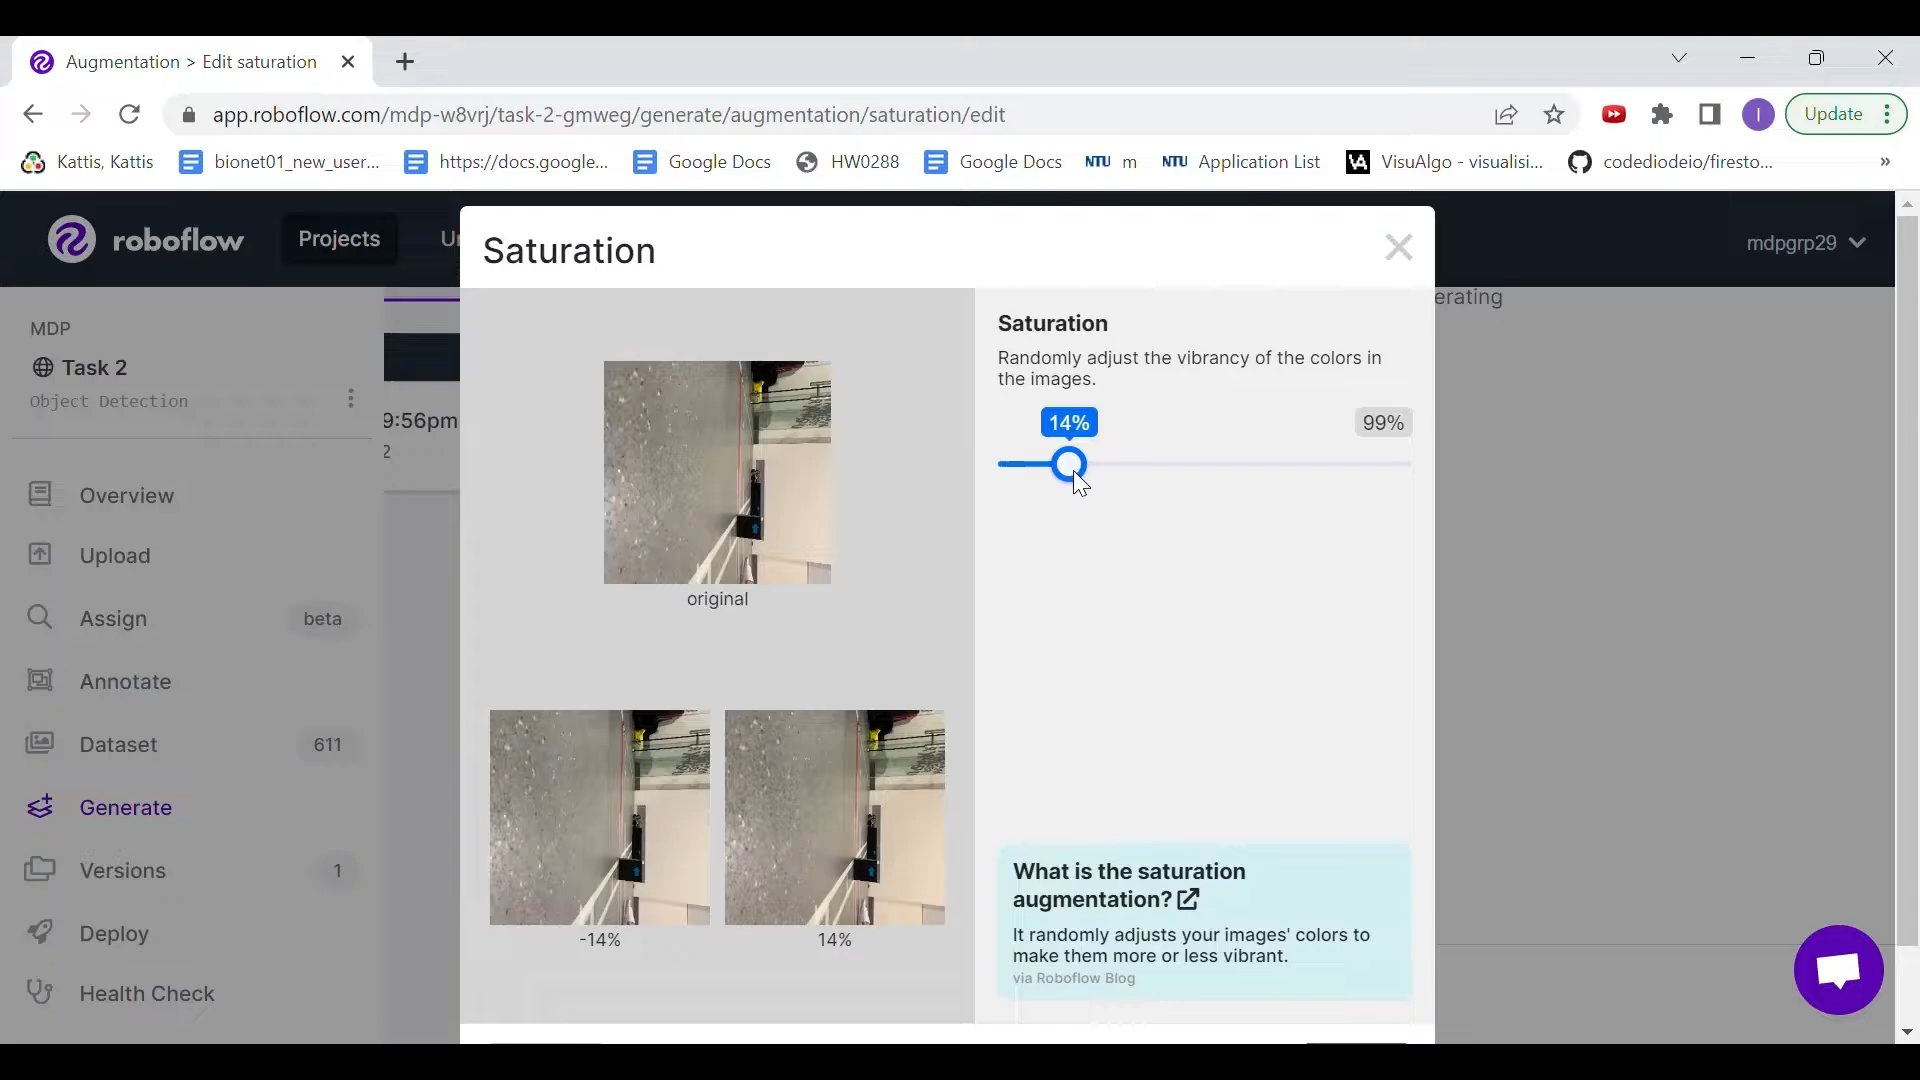 Augmentation > Edit saturation
app.roboflow.com/mdp-w8vrj/task-2-gmweg/generate/augmentation/saturation/edit
I
Update
Kattis, Kattis
bionet01_new_user...
https://docs.google...
Google Docs
HW0288
Google Docs
NTU m
NTU Application List
VA VisuAlgo - visualisi...
codediodeio/firesto...
»
roboflow
Projects
Un
mdpgrp29
Saturation
erating
MDP
Task 2
Object Detection
9:56pm
2
Overview
Upload
Assign beta
Annotate
Dataset 611
Generate
Versions 1
Deploy
Health Check
original
-14%
14%
Saturation
Randomly adjust the vibrancy of the colors in
the images.
14%
99%
What is the saturation
augmentation?
It randomly adjusts your images' colors to
make them more or less vibrant.
via Roboflow Blog